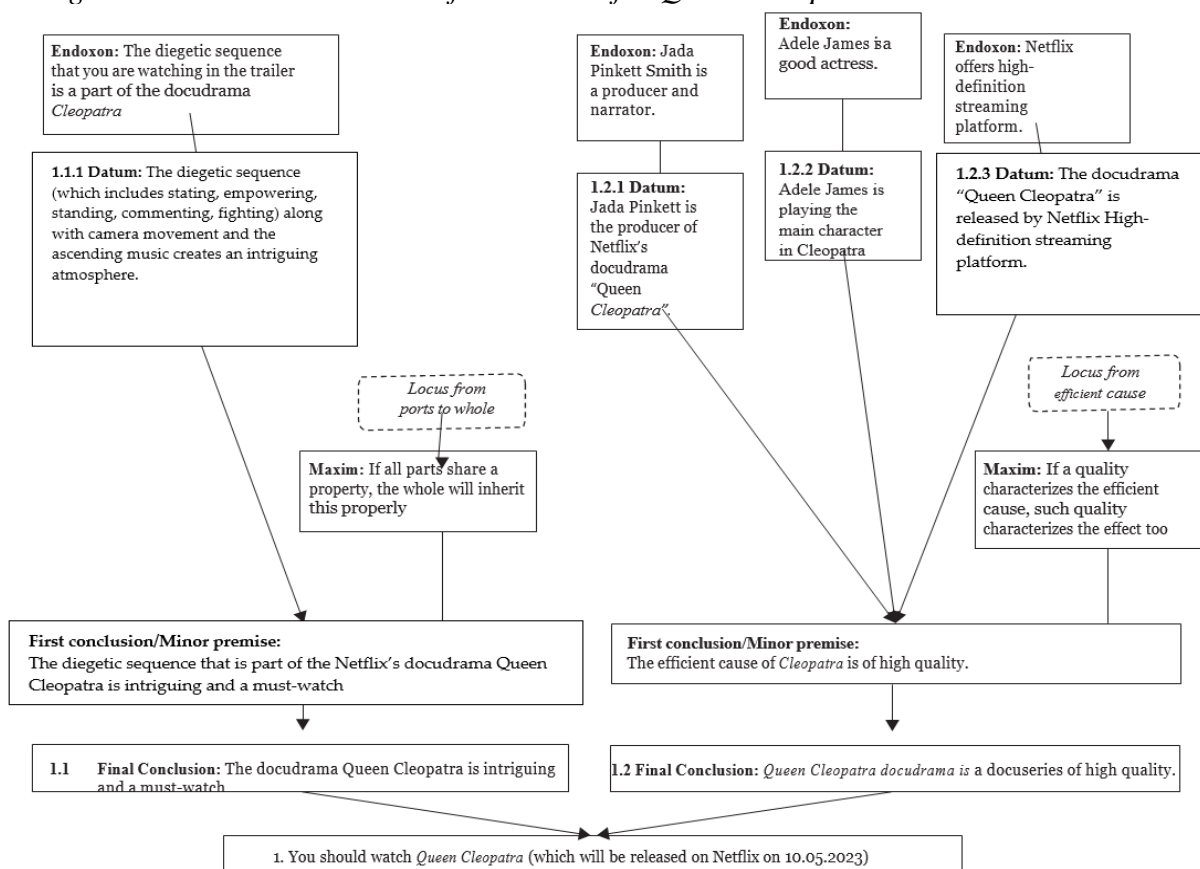 Endoxon: The diegetic sequence
that you are watching in the trailer
is a part of the docudrama
Cleopatra
Endoxon: Jada
Pinkett Smith is
a producer and
narrator.
Endoxon:
Adele James is a
good actress.
Endoxon: Netflix
offers high-
definition
streaming
platform.
1.1.1 Datum: The diegetic sequence
(which includes stating, empowering,
standing, commenting, fighting) along
with camera movement and the
ascending music creates an intriguing
atmosphere.
1.2.1 Datum:
Jada Pinkett is
the producer of
Netflix's
docudrama
"Queen
Cleopatra".
1.2.2 Datum:
Adele James is
playing the
main character
in Cleopatra
1.2.3 Datum: The docudrama
"Queen Cleopatra" is
released by Netflix High-
definition streaming
platform.
Locus from
ports to whole
Locus from
efficient cause
Maxim: If all parts share a
property, the whole will inherit
this properly
Maxim: If a quality
characterizes the efficient
cause, such quality
characterizes the effect too
First conclusion/Minor premise:
The diegetic sequence that is part of the Netflix's docudrama Queen
Cleopatra is intriguing and a must-watch
First conclusion/Minor premise:
The efficient cause of Cleopatra is of high quality.
1.1 Final Conclusion: The docudrama Queen Cleopatra is intriguing
and a must-watch
1.2 Final Conclusion: Queen Cleopatra docudrama is a docuseries of high quality.
1. You should watch Queen Cleopatra (which will be released on Netflix on 10.05.2023)